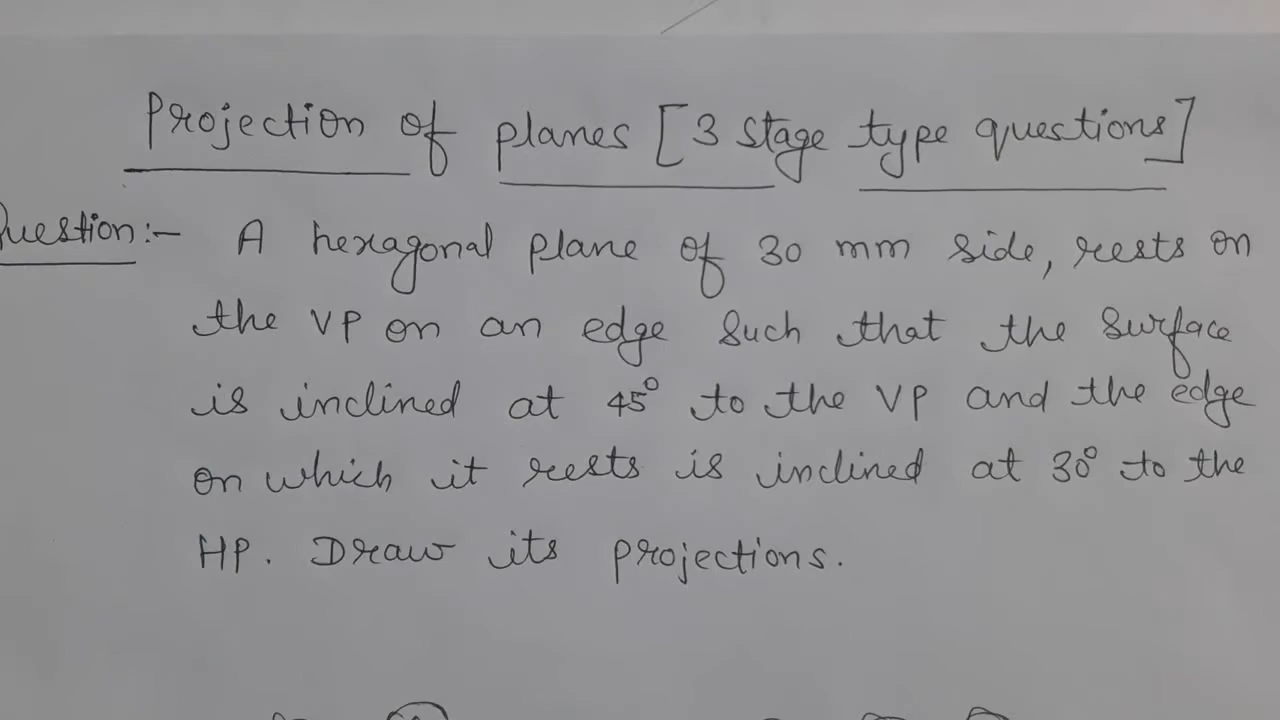 Projection of planes [3 stage type questions]
Question:- A hexagonal plane of 30 mm side, rests on
the VP on an edge such that the surface
is inclined at 45° to the VP and the edge
on which it rests is inclined at 30° to the
HP. Draw its projections.